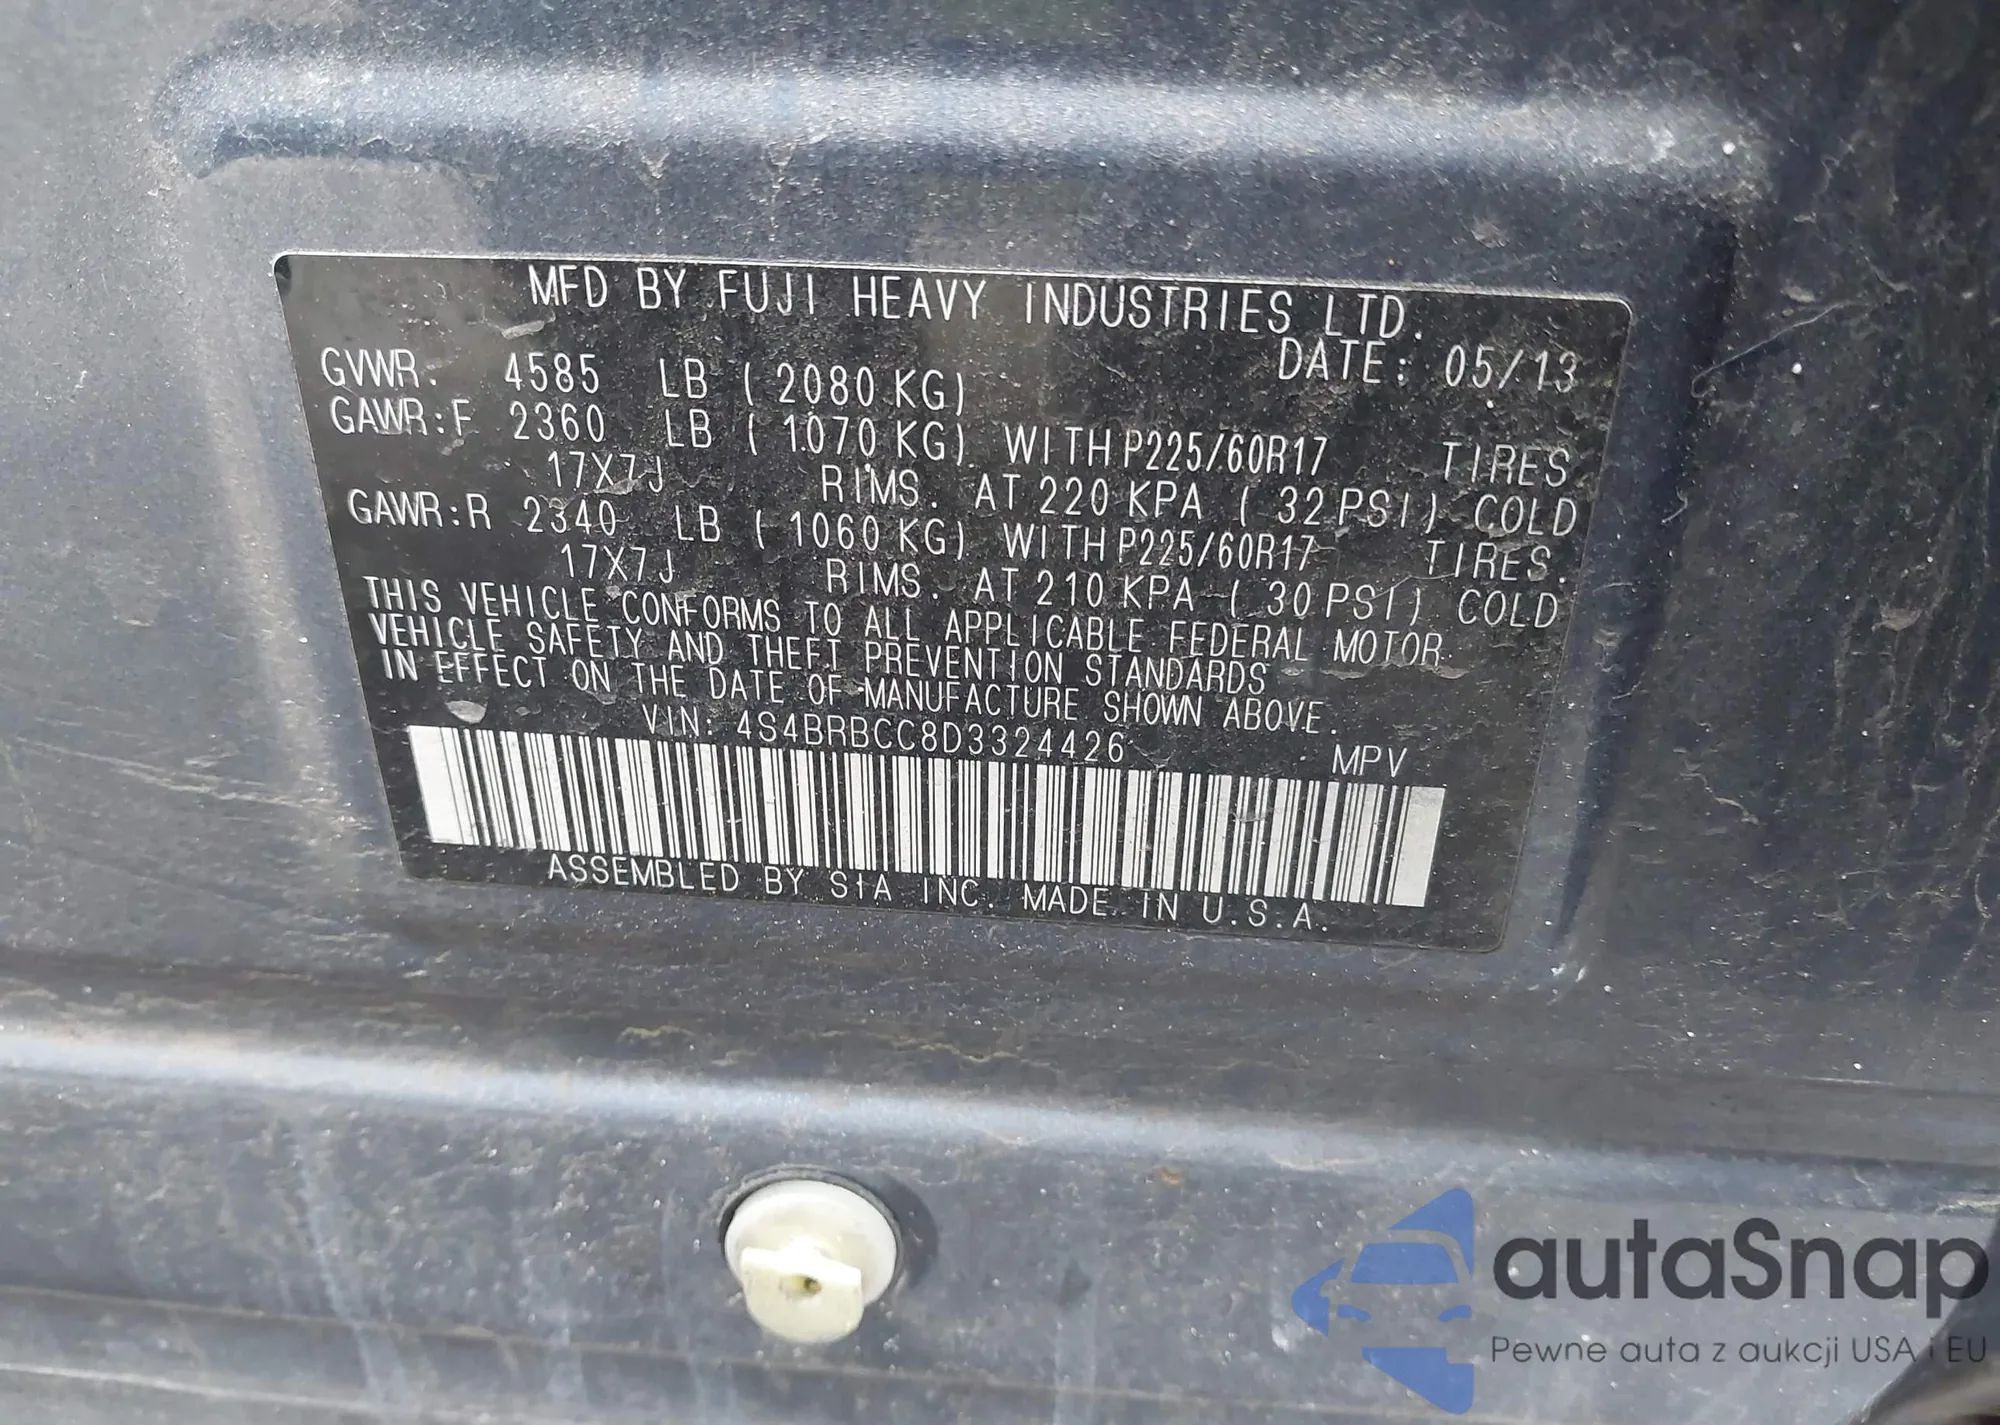 MFD BY FUJI HEAVY INDUSTRIES LTD.
DATE: 05/13
GVWR. 4585 LB ( 2080 KG)
GAWR:F 2360 LB ( 1070 KG) WITH P225/60R17 TIRES
17X7J RIMS. AT 220 KPA ( 32 PSI) COLD
GAWR:R 2340 LB ( 1060 KG) WITH P225/60R17 TIRES.
17X7J RIMS. AT 210 KPA ( 30 PSI) COLD
THIS VEHICLE CONFORMS TO ALL APPLICABLE FEDERAL MOTOR
VEHICLE SAFETY AND THEFT PREVENTION STANDARDS
IN EFFECT ON THE DATE OF MANUFACTURE SHOWN ABOVE.
VIN: 4S4BRBCC8D3324426 MPV
ASSEMBLED BY SIA INC. MADE IN U.S.A.
autaSnap
Pewne auta z aukcji USA i EU